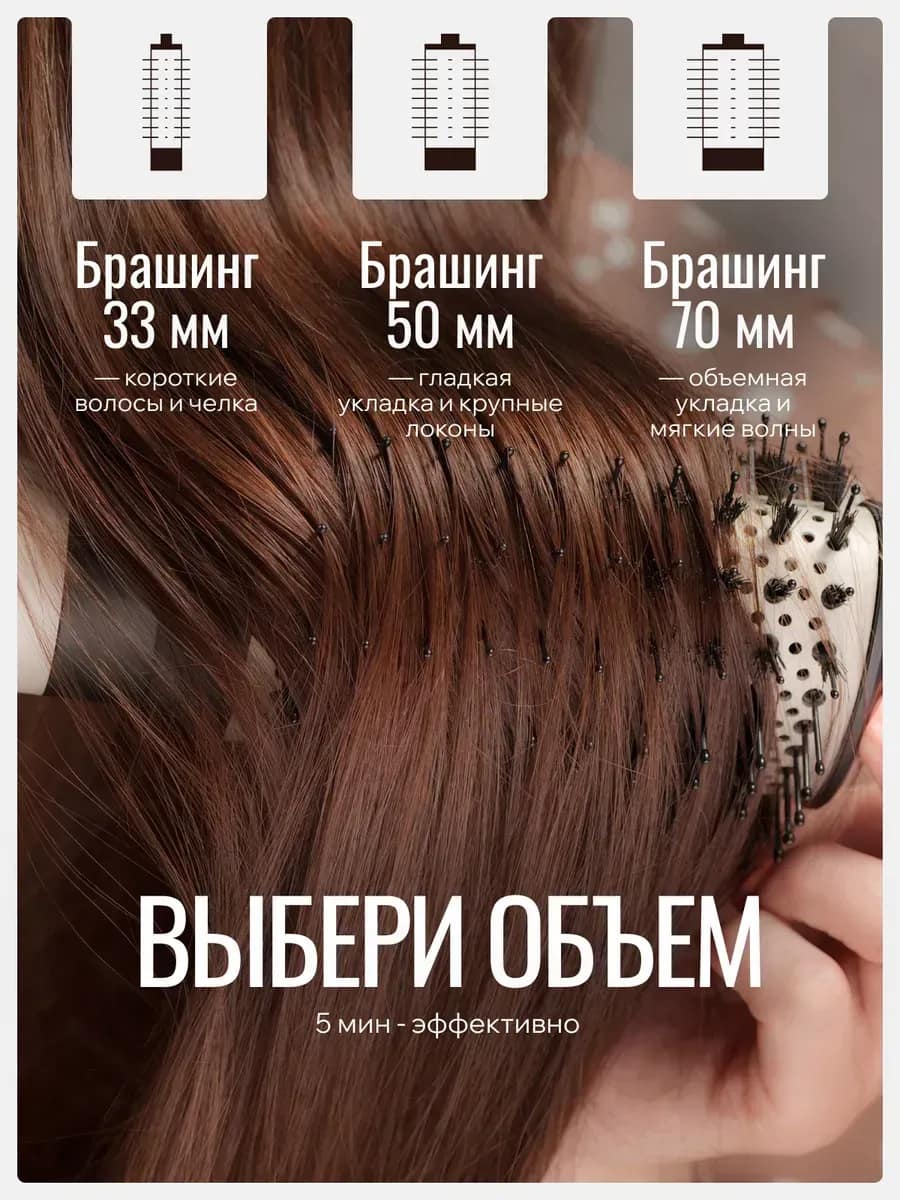 Брашинг
33 мм
— короткие
волосы и челка
Брашинг
50 мм
— гладкая
укладка и крупные
локоны
Брашинг
70 мм
— объемная
укладка и
мягкие волны
ВЫБЕРИ ОБЪЕМ
5 мин - эффективно